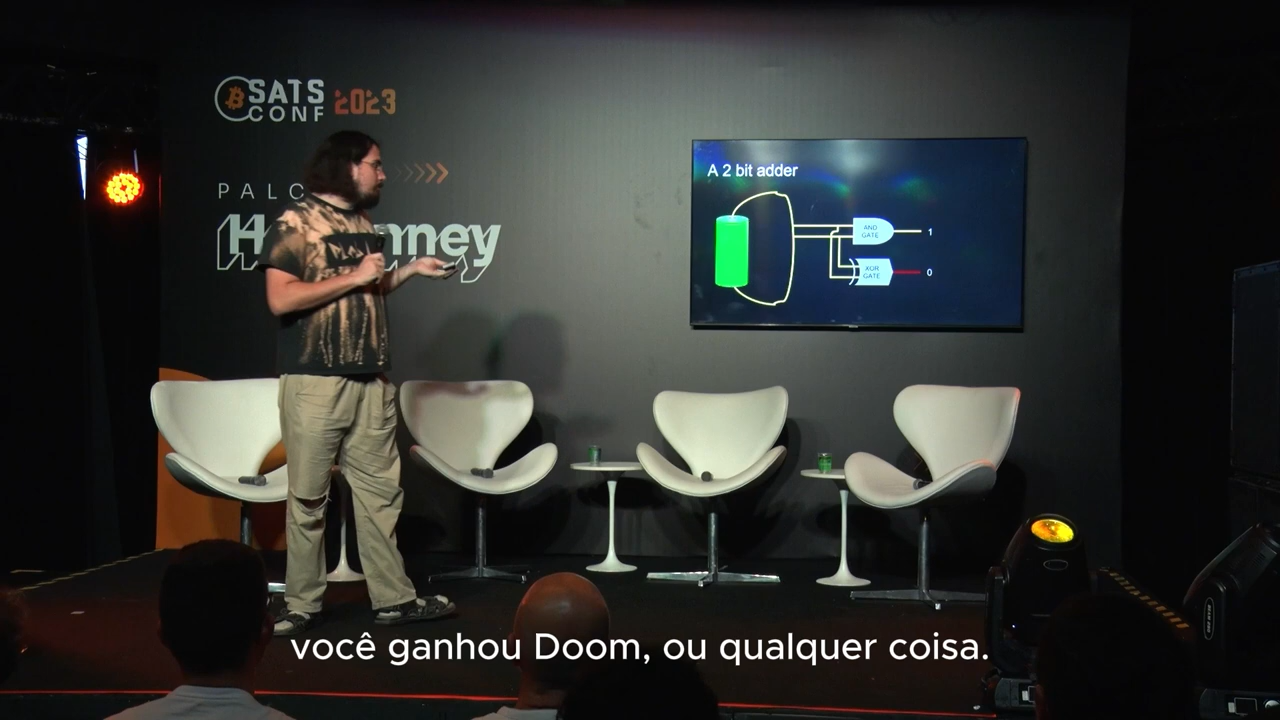 SATS
CONF 2023
PALC
H nney
A 2 bit adder
AND
GATE
1
XOR
GATE
0
você ganhou Doom, ou qualquer coisa.